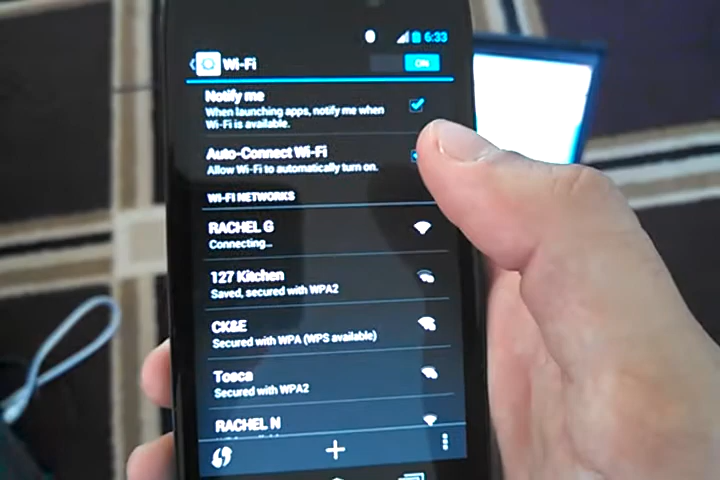 6:33
Wi-Fi
ON
Notify me
When launching apps, notify me when
Wi-Fi is available.
Auto-Connect Wi-Fi
Allow Wi-Fi to automatically turn on.
WI-FI NETWORKS
RACHEL G
Connecting...
127 Kitchen
Saved, secured with WPA2
CK&E
Secured with WPA (WPS available)
Tosca
Secured with WPA2
RACHEL N